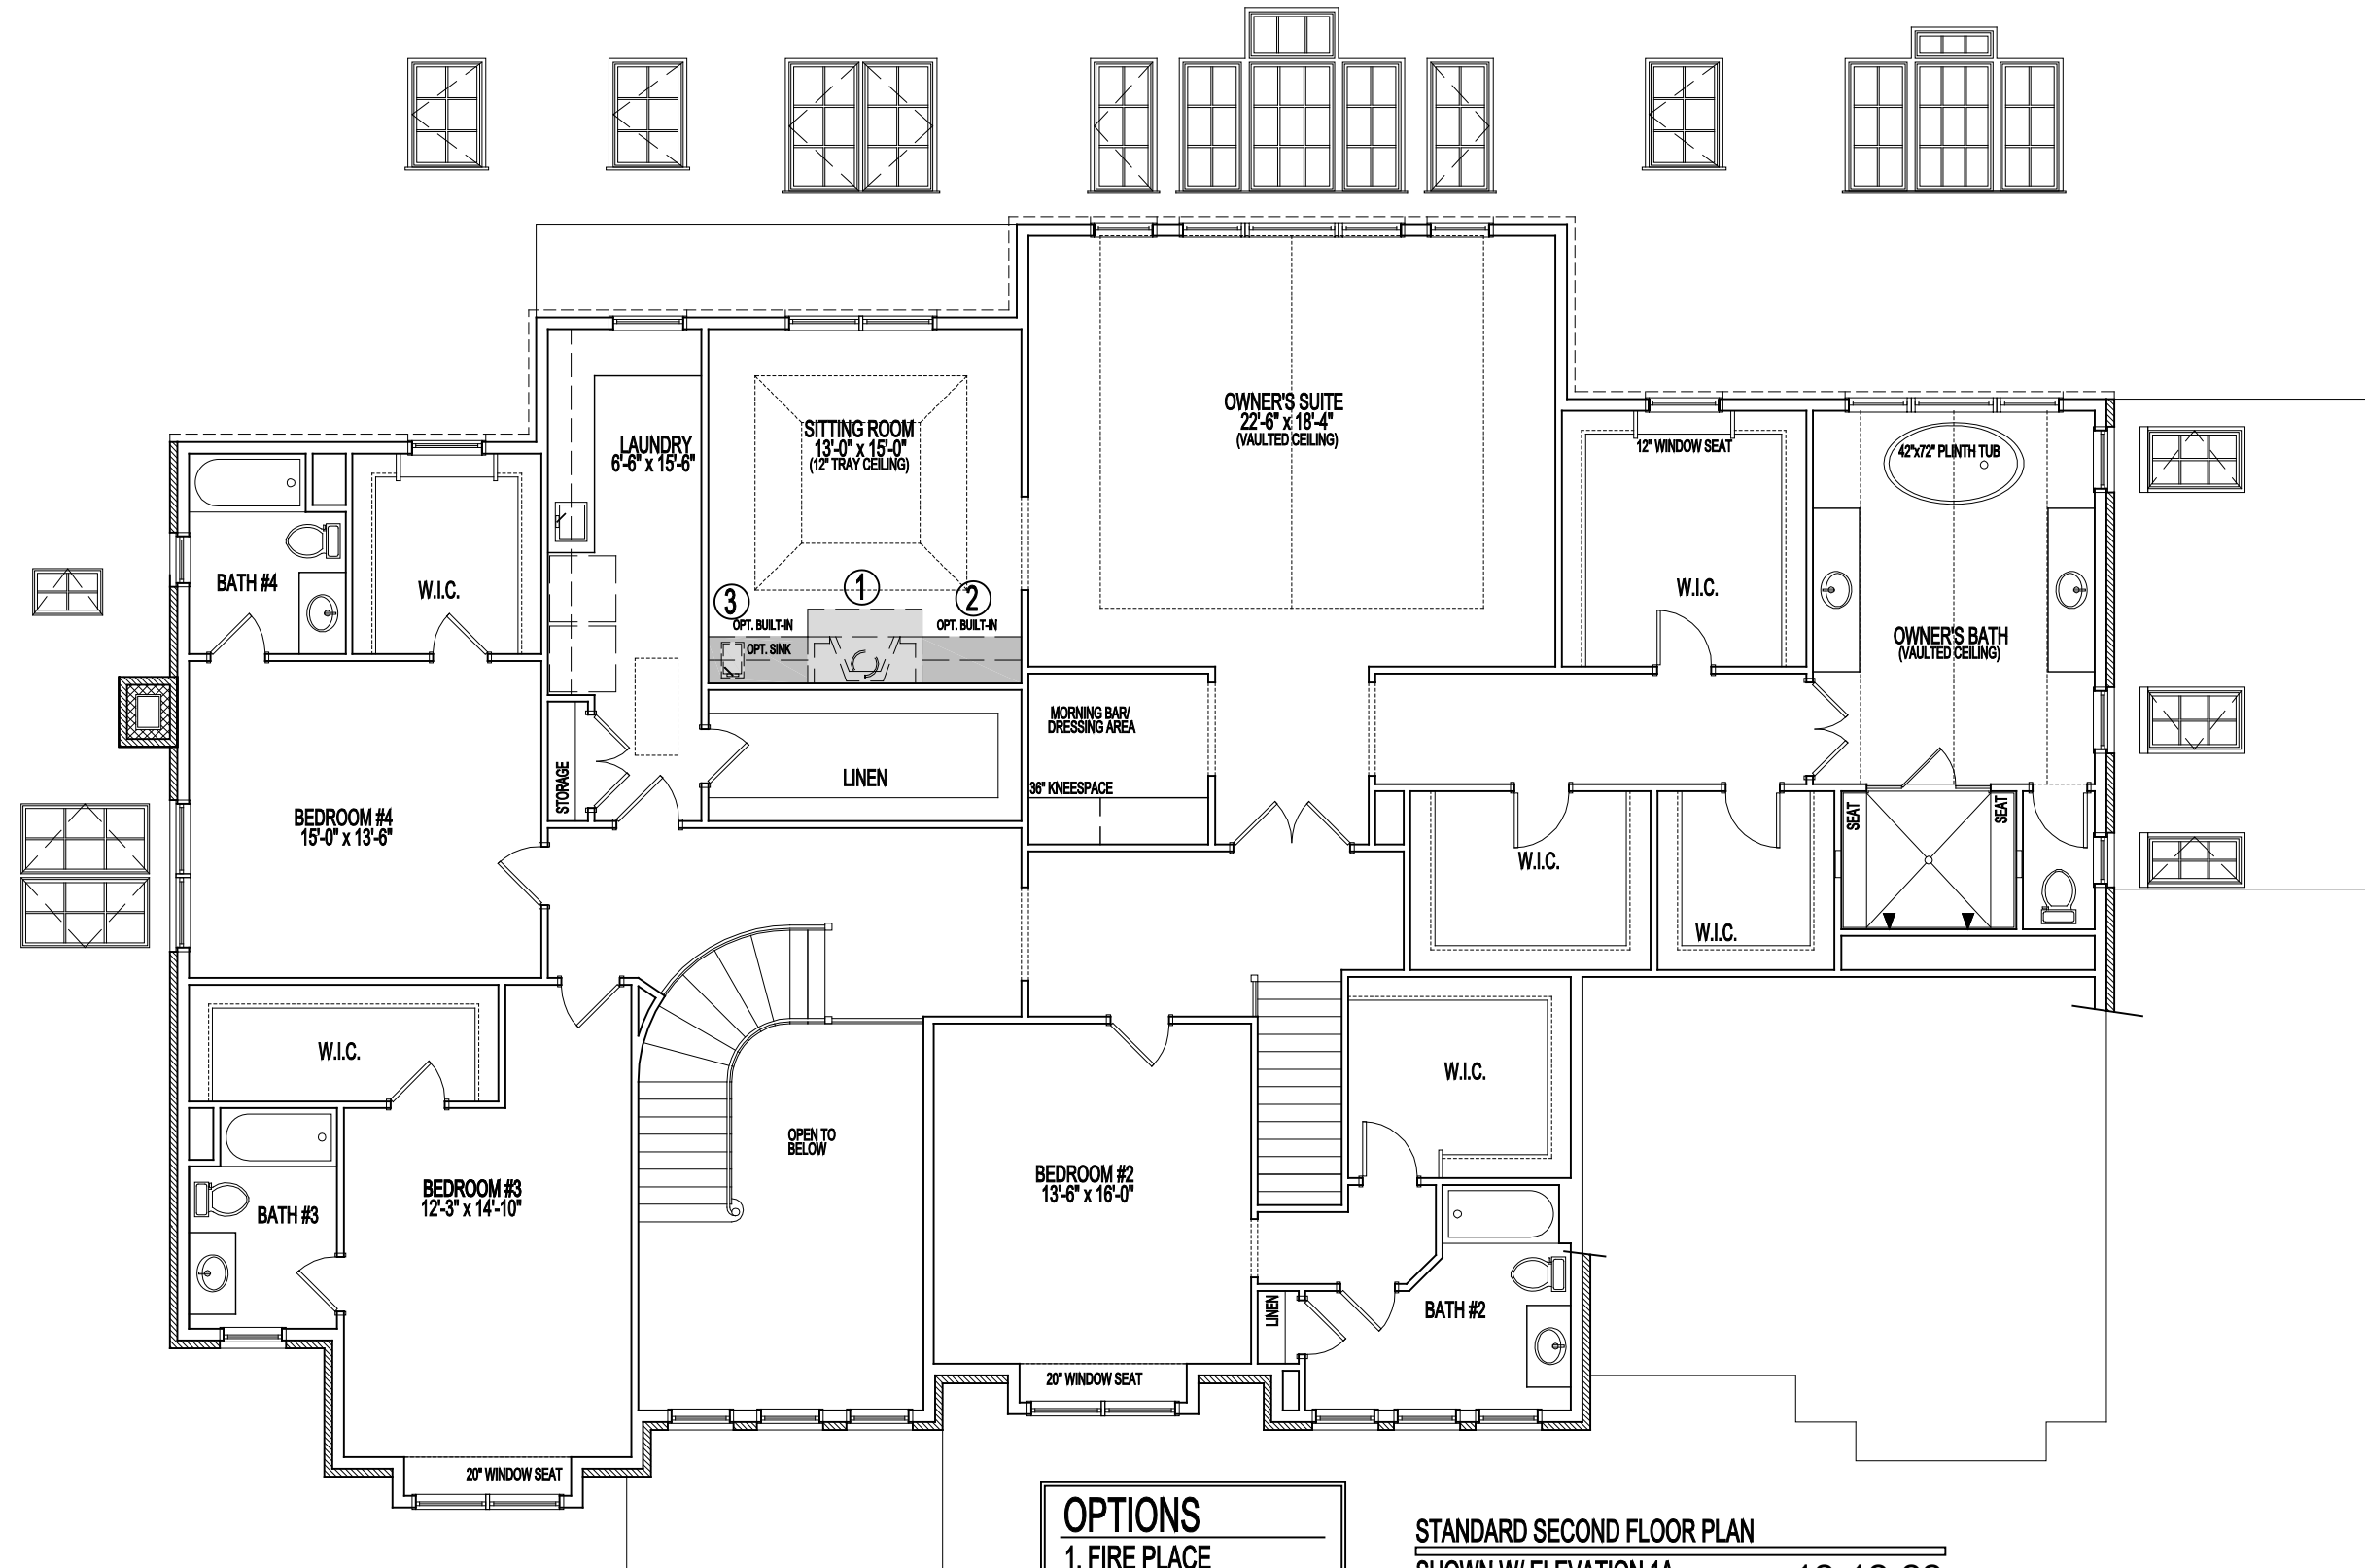 OWNER'S SUITE
22'-6" x 18'-4"
(VAULTED CEILING)
SITTING ROOM
13'-0" x 15'-0"
(12" TRAY CEILING)
LAUNDRY
6'-6" x 15'-6"
12" WINDOW SEAT
42"x72" PLINTH TUB
BATH #4
W.I.C.
W.I.C.
3
1
2
OPT. BUILT-IN
OPT. BUILT-IN
OPT. SINK
OWNER'S BATH
(VAULTED CEILING)
MORNING BAR/
DRESSING AREA
STORAGE
LINEN
36" KNEESPACE
BEDROOM #4
15'-0" x 13'-6"
SEAT
SEAT
W.I.C.
W.I.C.
W.I.C.
W.I.C.
OPEN TO
BELOW
BEDROOM #3
12'-3" x 14'-10"
BEDROOM #2
13'-6" x 16'-0"
BATH #3
LINEN
BATH #2
20" WINDOW SEAT
20" WINDOW SEAT
OPTIONS
1. FIRE PLACE
STANDARD SECOND FLOOR PLAN
SHOWN W/ ELEVATION 1A